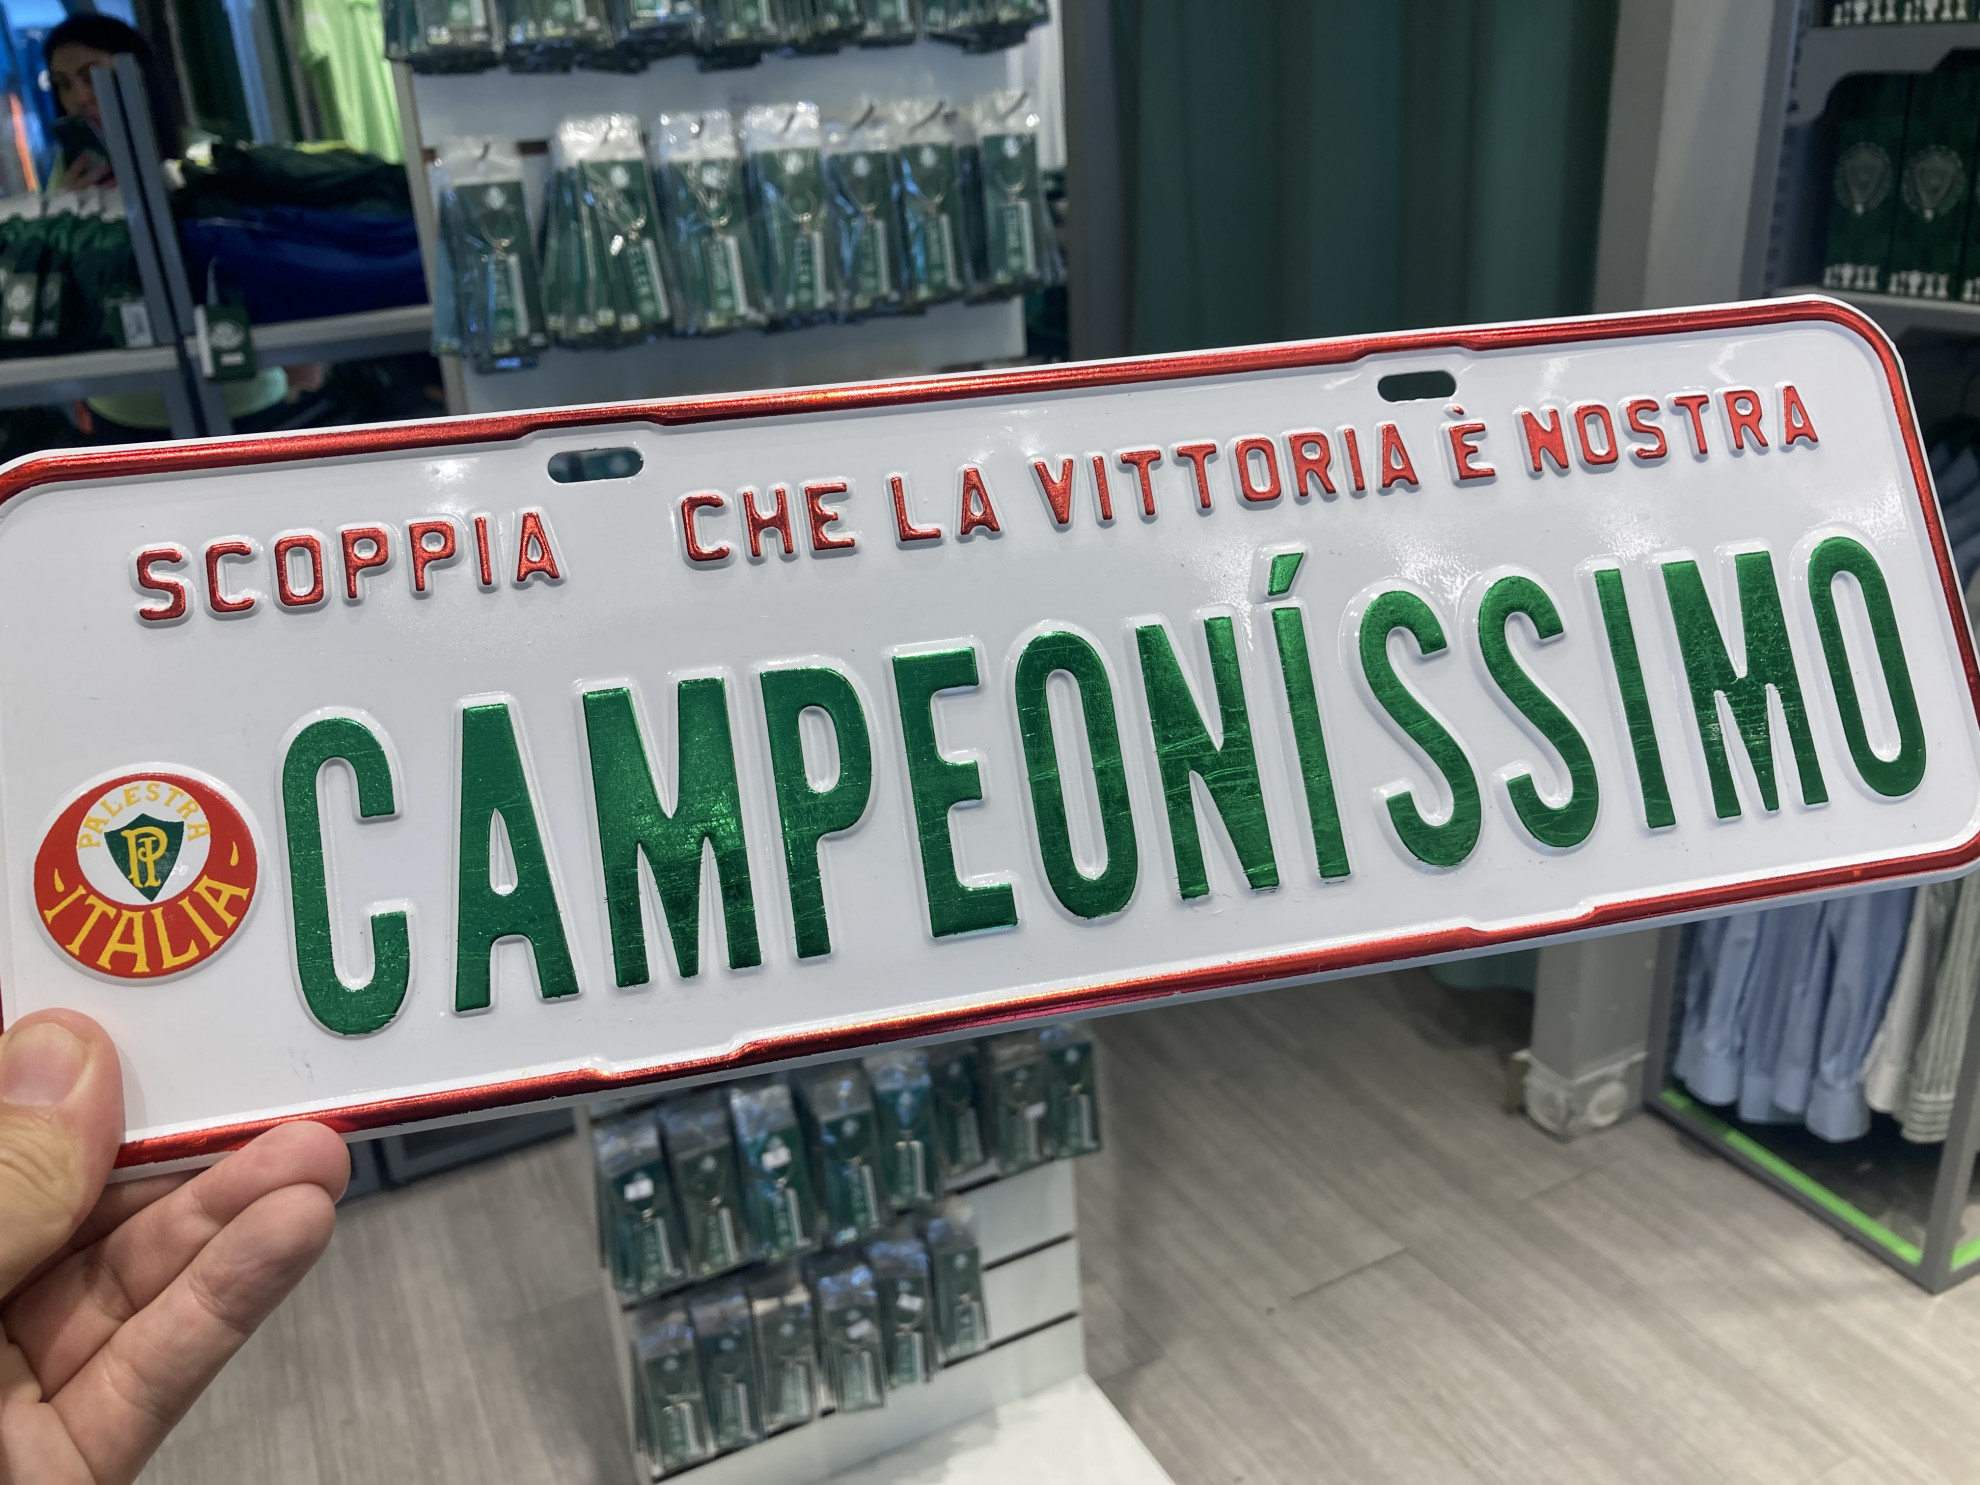 SCOPPIA CHE LA VITTORIA È NOSTRA
CAMPEONÍSSIMO
PALESTRA
PI
-ITALIA-